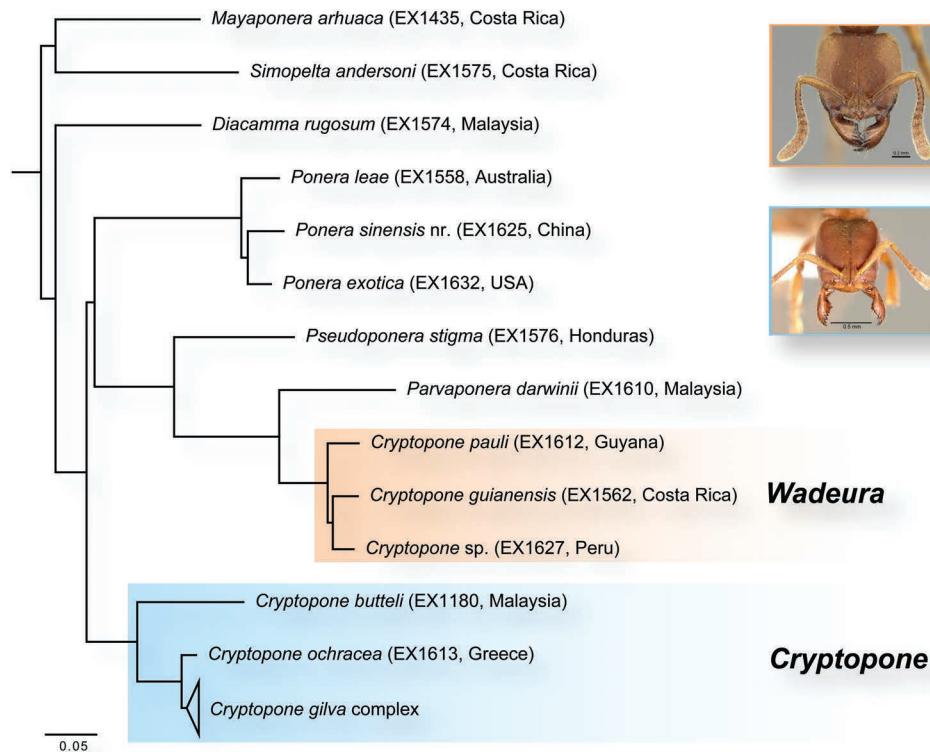 Mayaponera arhuaca (EX1435, Costa Rica)
Simopelta andersoni (EX1575, Costa Rica)
Diacamma rugosum (EX1574, Malaysia)
Ponera leae (EX1558, Australia)
Ponera sinensis nr. (EX1625, China)
Ponera exotica (EX1632, USA)
Pseudoponera stigma (EX1576, Honduras)
Parvaponera darwinii (EX1610, Malaysia)
Cryptopone pauli (EX1612, Guyana)
Cryptopone guianensis (EX1562, Costa Rica)
Cryptopone sp. (EX1627, Peru)
Wadeura
Cryptopone butteli (EX1180, Malaysia)
Cryptopone ochracea (EX1613, Greece)
Cryptopone gilva complex
Cryptopone
0.05
0.2 mm
0.5 mm